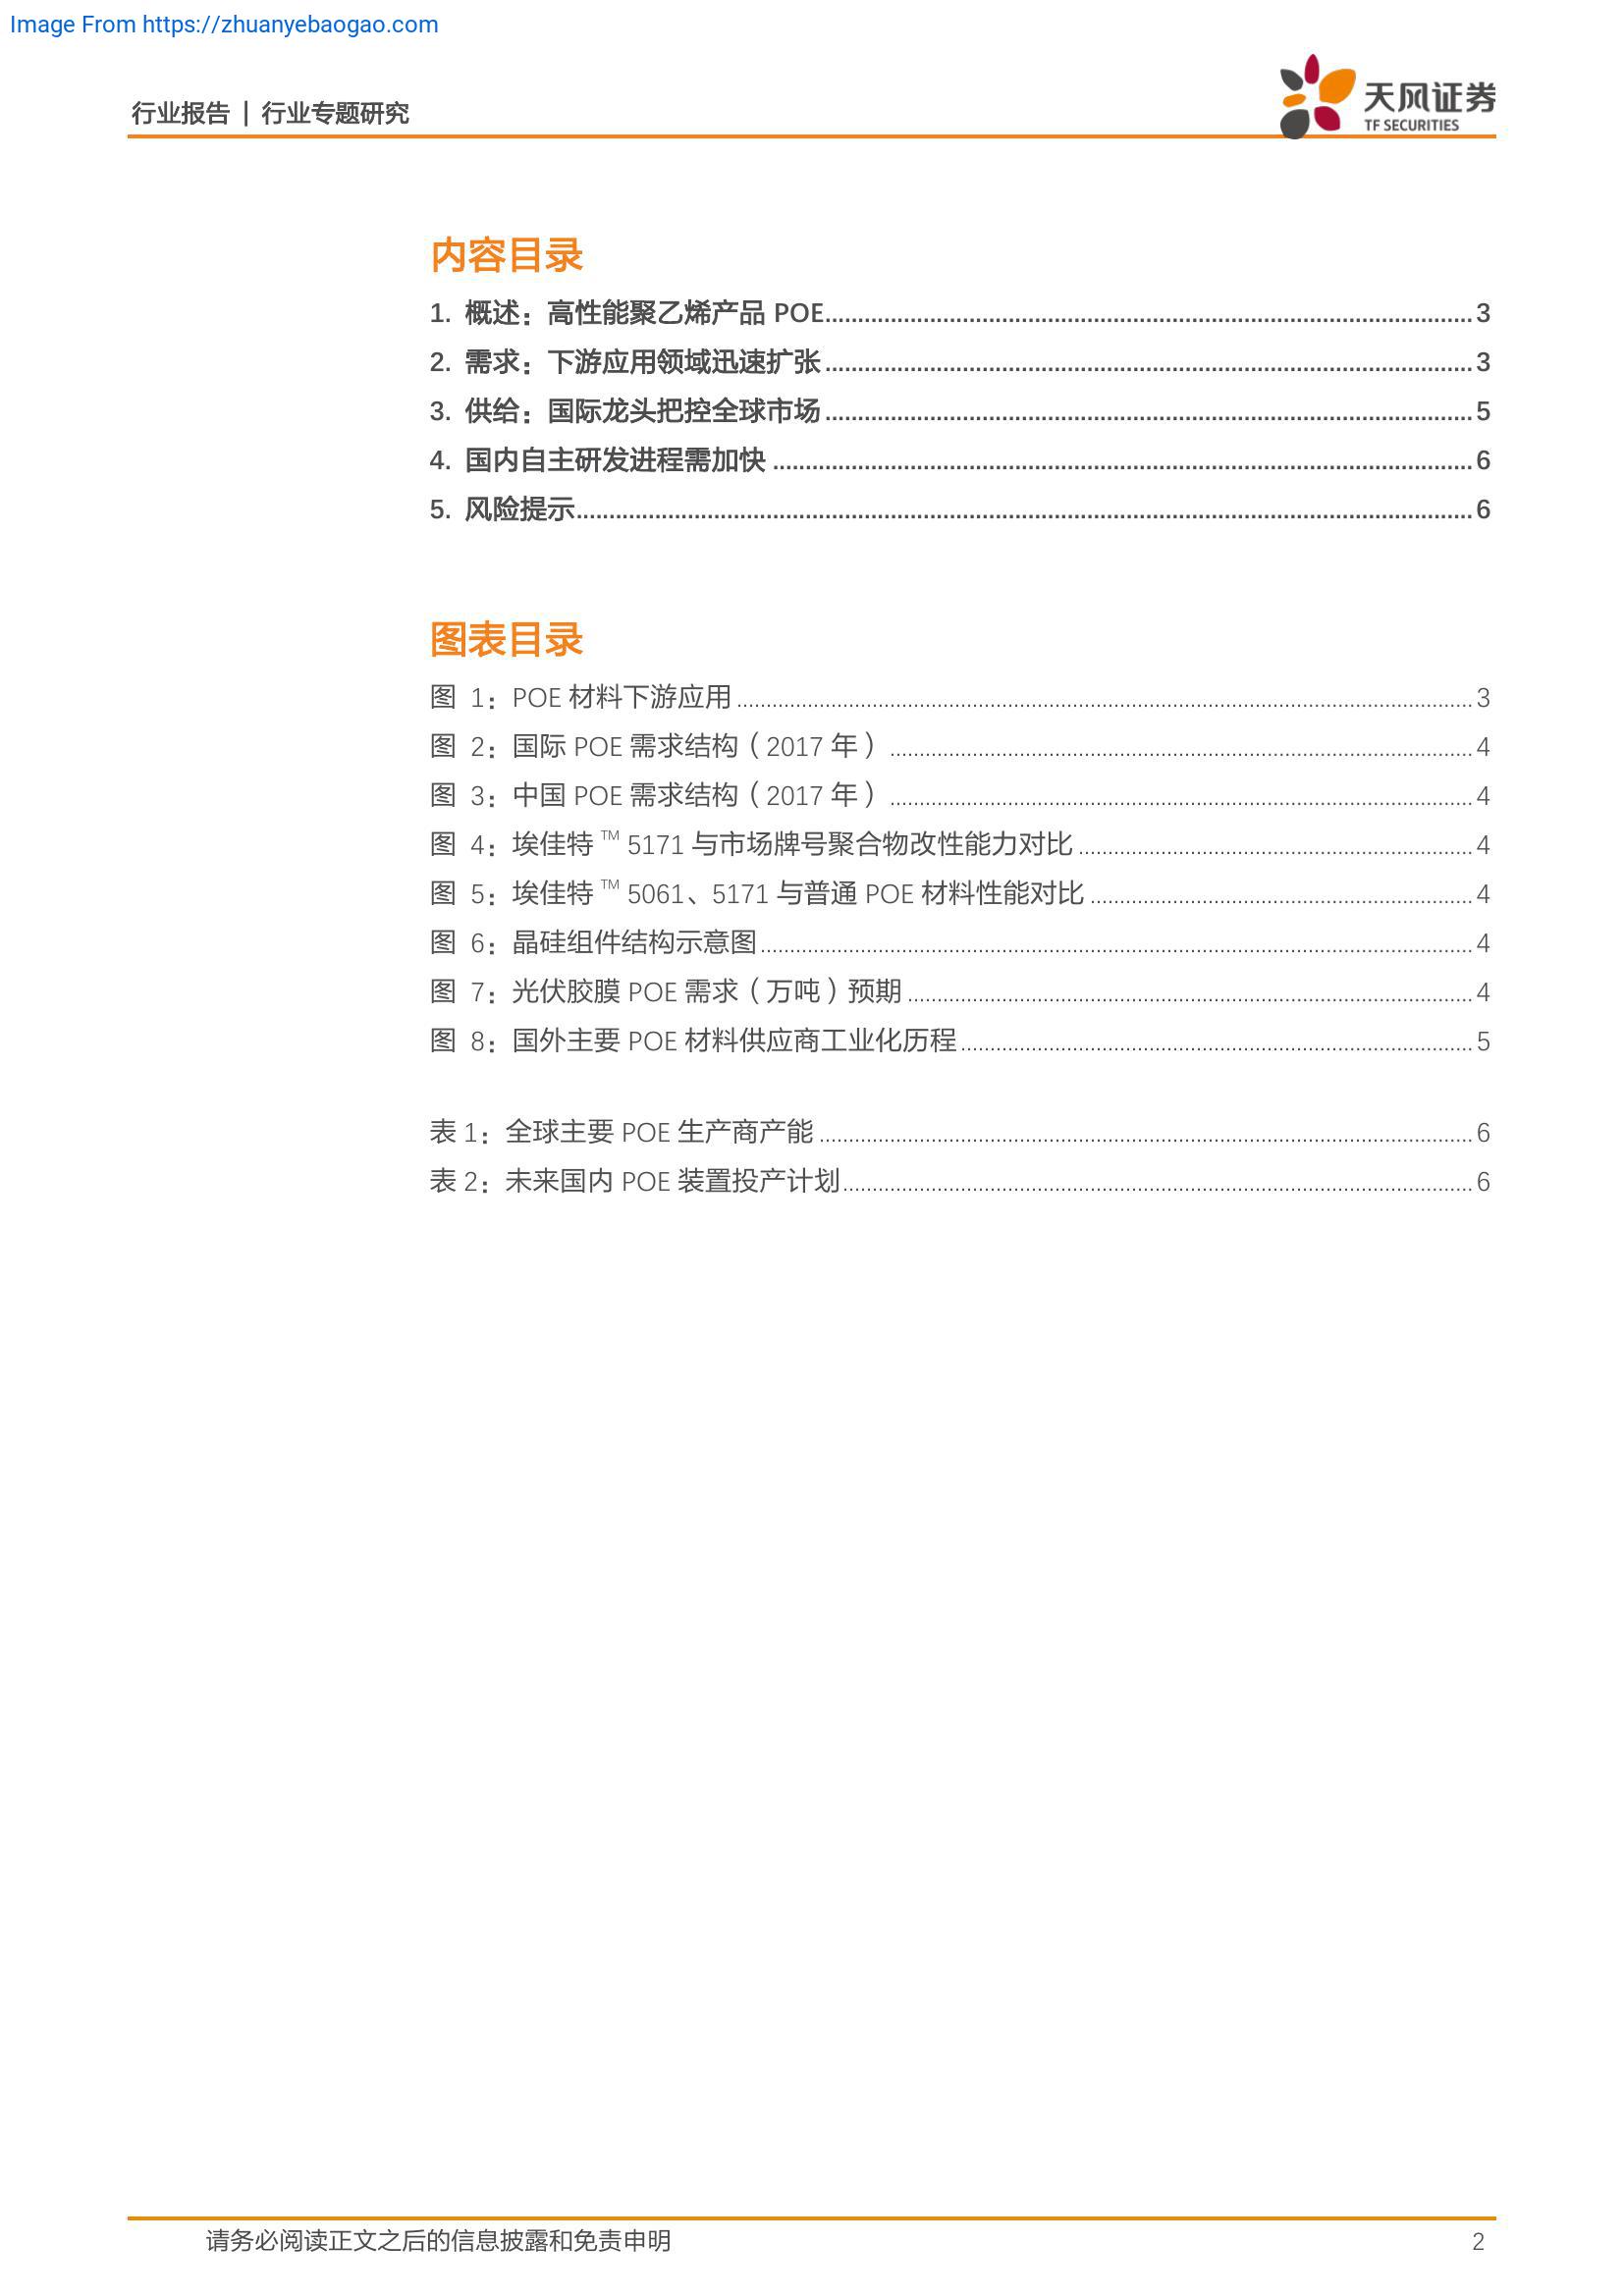 Image From https://zhuanyebaogao.com
行业报告 | 行业专题研究
天风证券
TF SECURITIES
内容目录
1. 概述：高性能聚乙烯产品 POE........3
2. 需求：下游应用领域迅速扩张........3
3. 供给：国际龙头把控全球市场........5
4. 国内自主研发进程需加快........6
5. 风险提示........6
图表目录
图 1：POE 材料下游应用........3
图 2：国际 POE 需求结构（2017 年）........4
图 3：中国 POE 需求结构（2017 年）........4
图 4：埃佳特™ 5171 与市场牌号聚合物改性能力对比........4
图 5：埃佳特™ 5061、5171 与普通 POE 材料性能对比........4
图 6：晶硅组件结构示意图........4
图 7：光伏胶膜 POE 需求（万吨）预期........4
图 8：国外主要 POE 材料供应商工业化历程........5
表 1：全球主要 POE 生产商产能........6
表 2：未来国内 POE 装置投产计划........6
请务必阅读正文之后的信息披露和免责申明 2